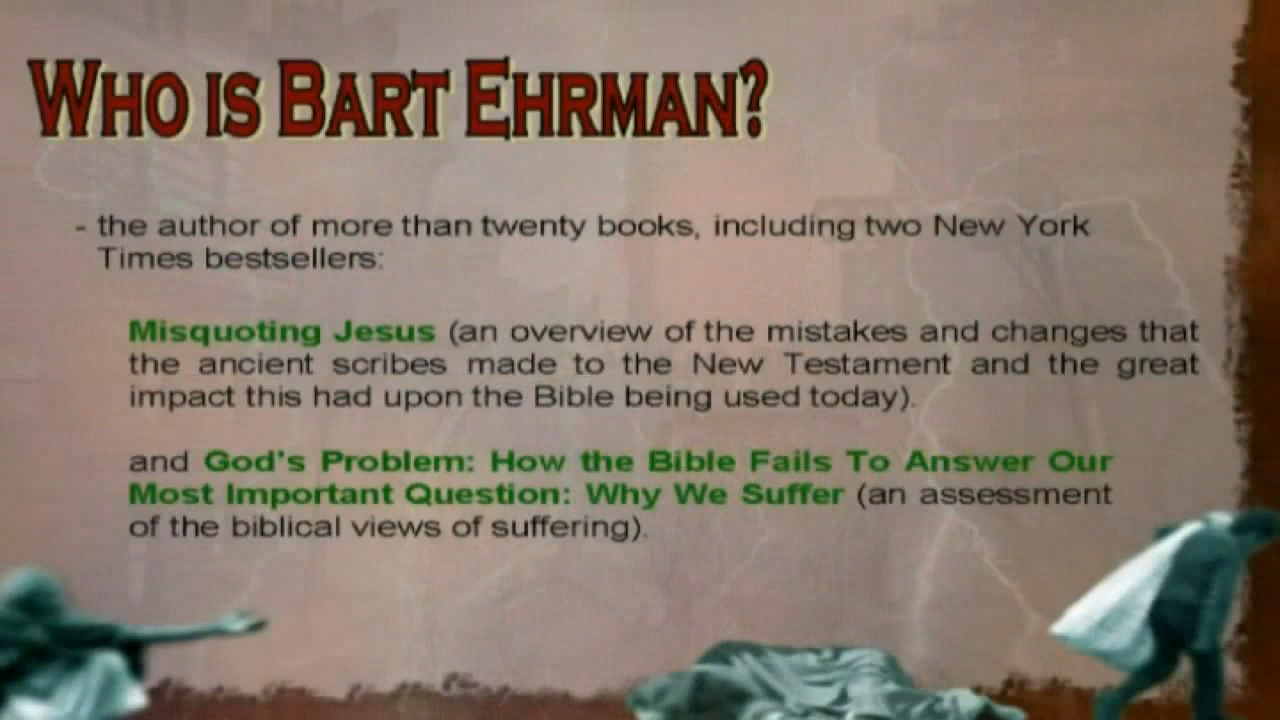 WHO IS BART EHRMAN?
- the author of more than twenty books, including two New York
Times bestsellers:
Misquoting Jesus (an overview of the mistakes and changes that
the ancient scribes made to the New Testament and the great
impact this had upon the Bible being used today).
and God's Problem: How the Bible Fails To Answer Our
Most Important Question: Why We Suffer (an assessment
of the biblical views of suffering).